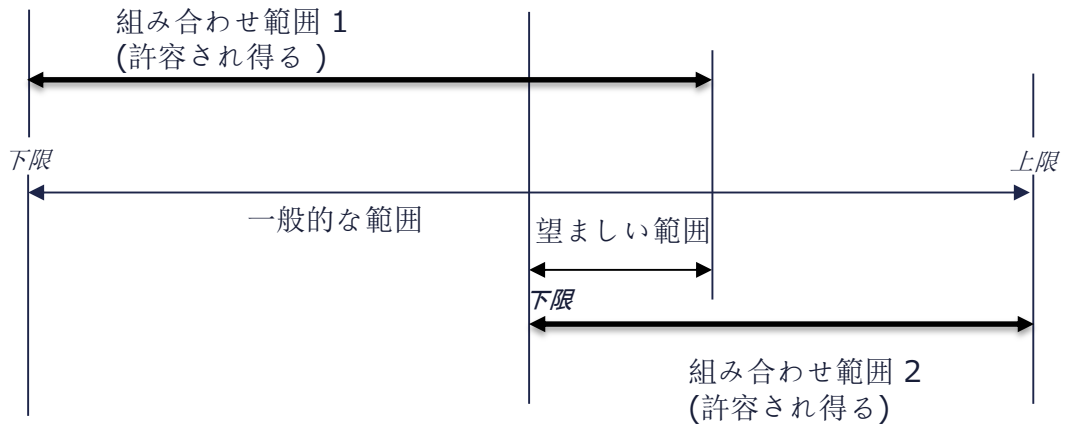 組み合わせ範囲 1
(許容され得る )
下限
上限
一般的な範囲
望ましい範囲
下限
組み合わせ範囲 2
(許容され得る)